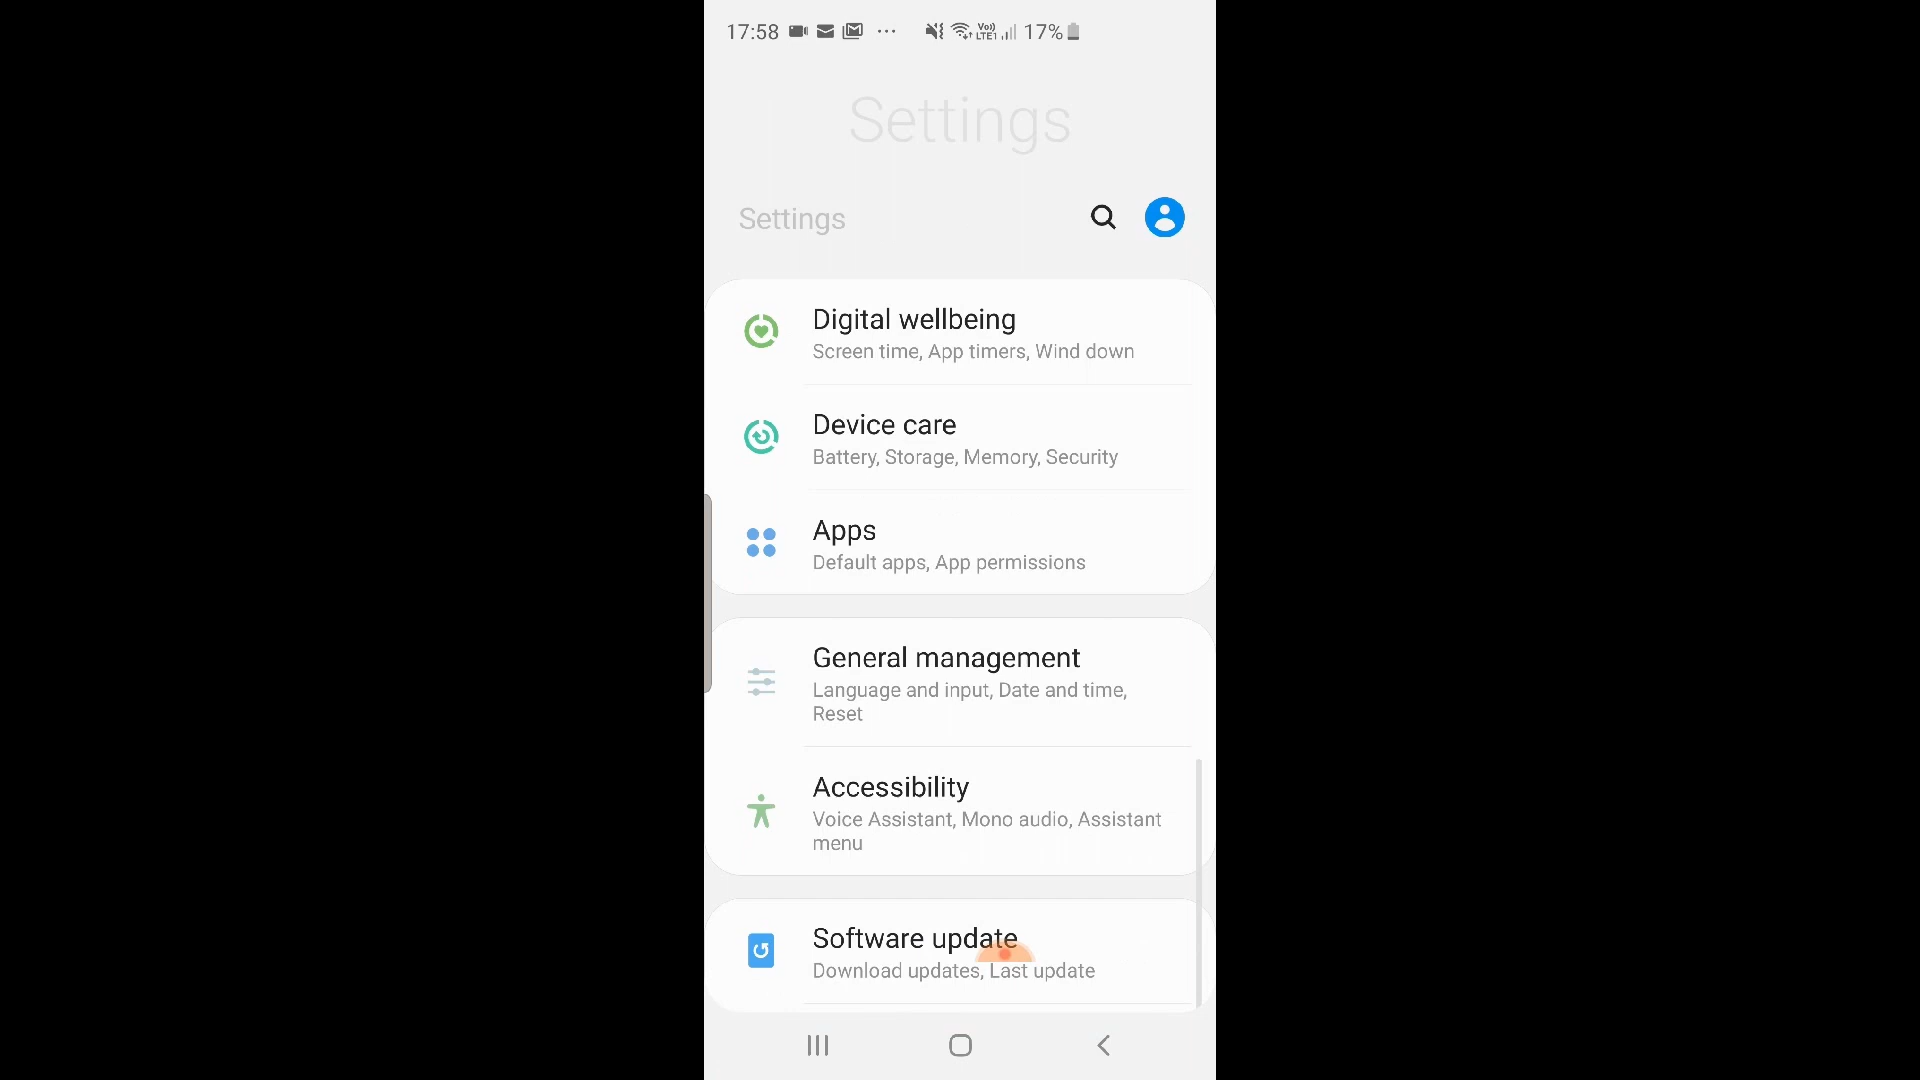 17:58 ··· Vo)) LTE1 17%
Settings
Settings
Digital wellbeing
Screen time, App timers, Wind down
Device care
Battery, Storage, Memory, Security
Apps
Default apps, App permissions
General management
Language and input, Date and time,
Reset
Accessibility
Voice Assistant, Mono audio, Assistant
menu
Software update
Download updates, Last update